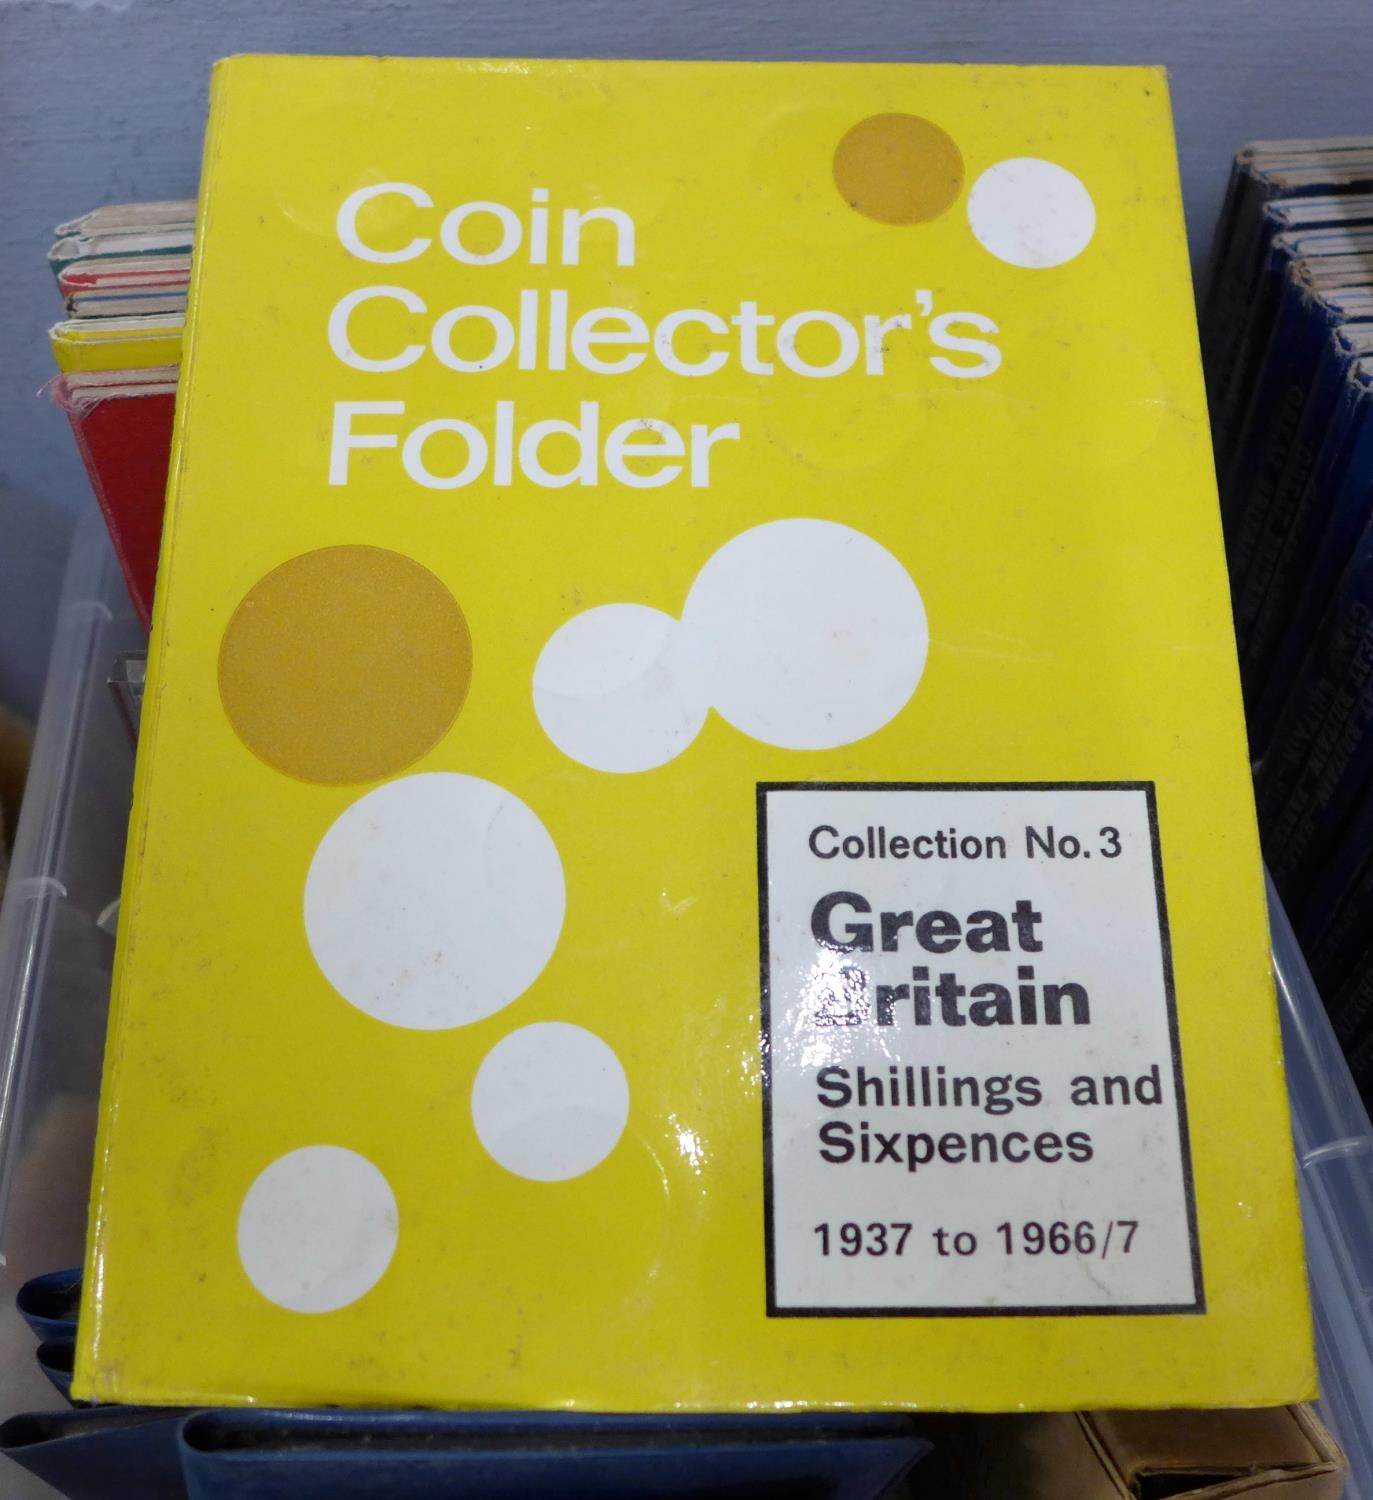 Coin
Collector's
Folder
Collection No. 3
Great
Britain
Shillings and
Sixpences
1937 to 1966/7